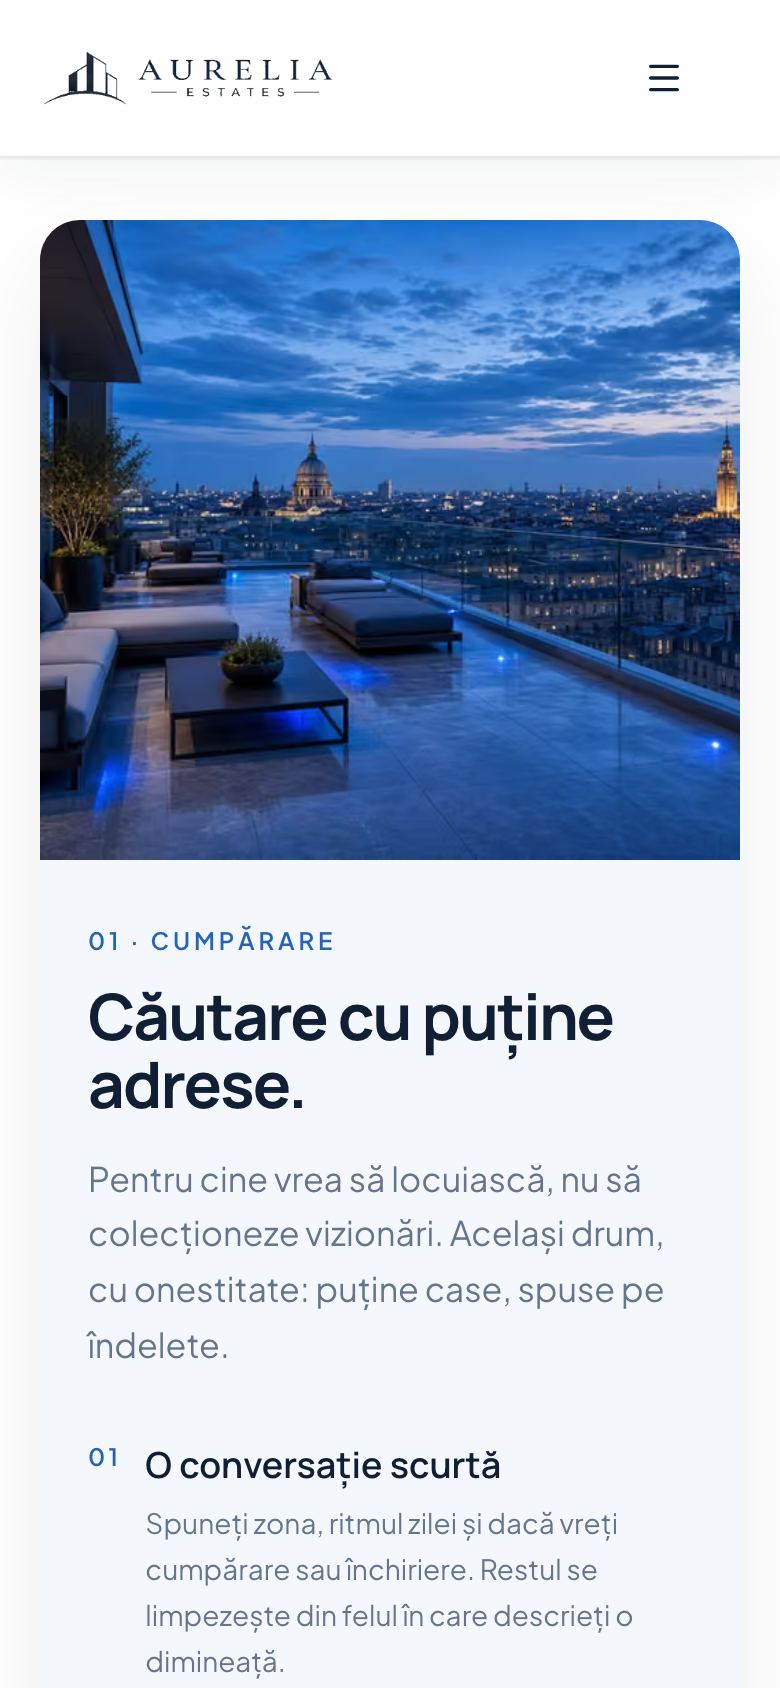 AURELIA
ESTATES
01 · CUMPĂRARE
Căutare cu puține
adrese.
Pentru cine vrea să locuiască, nu să
colecționeze vizionări. Același drum,
cu onestitate: puține case, spuse pe
îndelete.
01 O conversație scurtă
Spuneți zona, ritmul zilei și dacă vreți
cumpărare sau închiriere. Restul se
limpezește din felul în care descrieți o
dimineață.